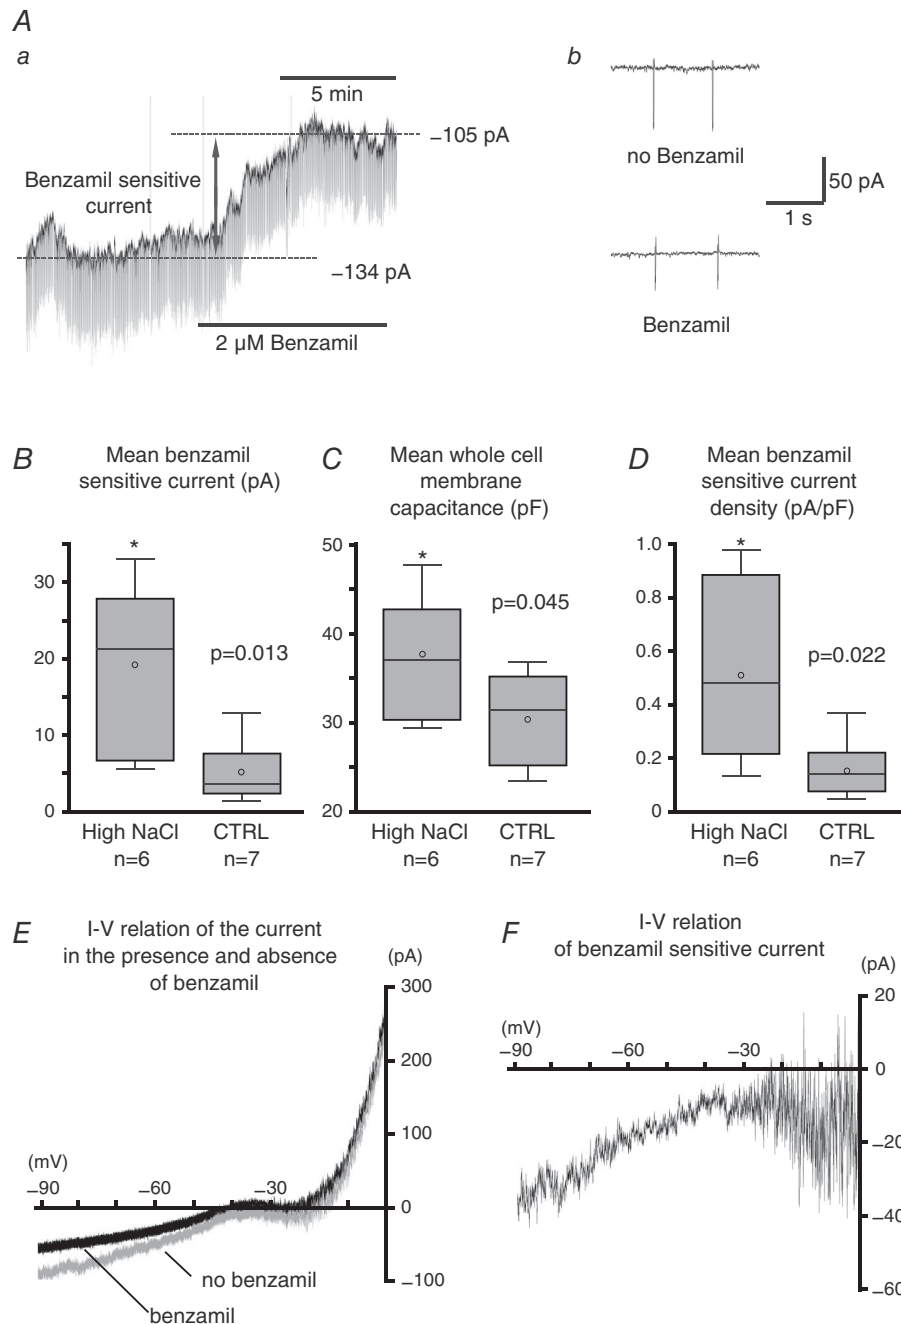 A
a
b
5 min
–105 pA
Benzamil sensitive
current
–134 pA
2 µM Benzamil
no Benzamil
50 pA
1 s
Benzamil
B
Mean benzamil
sensitive current (pA)
30
20
10
0
*
p=0.013
High NaCl
n=6
CTRL
n=7
C
Mean whole cell
membrane
capacitance (pF)
50
40
30
20
*
p=0.045
High NaCl
n=6
CTRL
n=7
D
Mean benzamil
sensitive current
density (pA/pF)
1.0
0.8
0.6
0.4
0.2
0
*
p=0.022
High NaCl
n=6
CTRL
n=7
E
I-V relation of the current
in the presence and absence
of benzamil
(pA)
300
200
100
0
–100
(mV)
–90
–60
–30
no benzamil
benzamil
F
I-V relation
of benzamil sensitive current
(pA)
20
0
–20
–40
–60
(mV)
–90
–60
–30